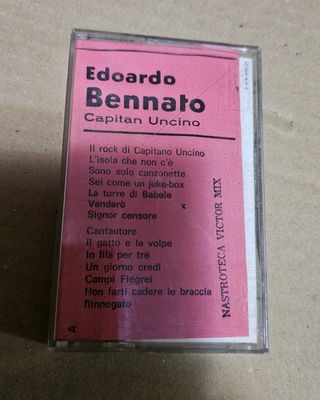 Edoardo
Bennato
Capitan Uncino
Il rock di Capitano Uncino
L'isola che non c'è
Sono solo canzonette
Sei come un juke-box
La torre di Babele
Venderò x
Signor censore
Cantautore
Il gatto e la volpe
In fila per tre
Un giorno credi
Campi Flegrei
Non farti cadere le braccia
Rinnegato
A
NASTROTECA VICTOR MIX